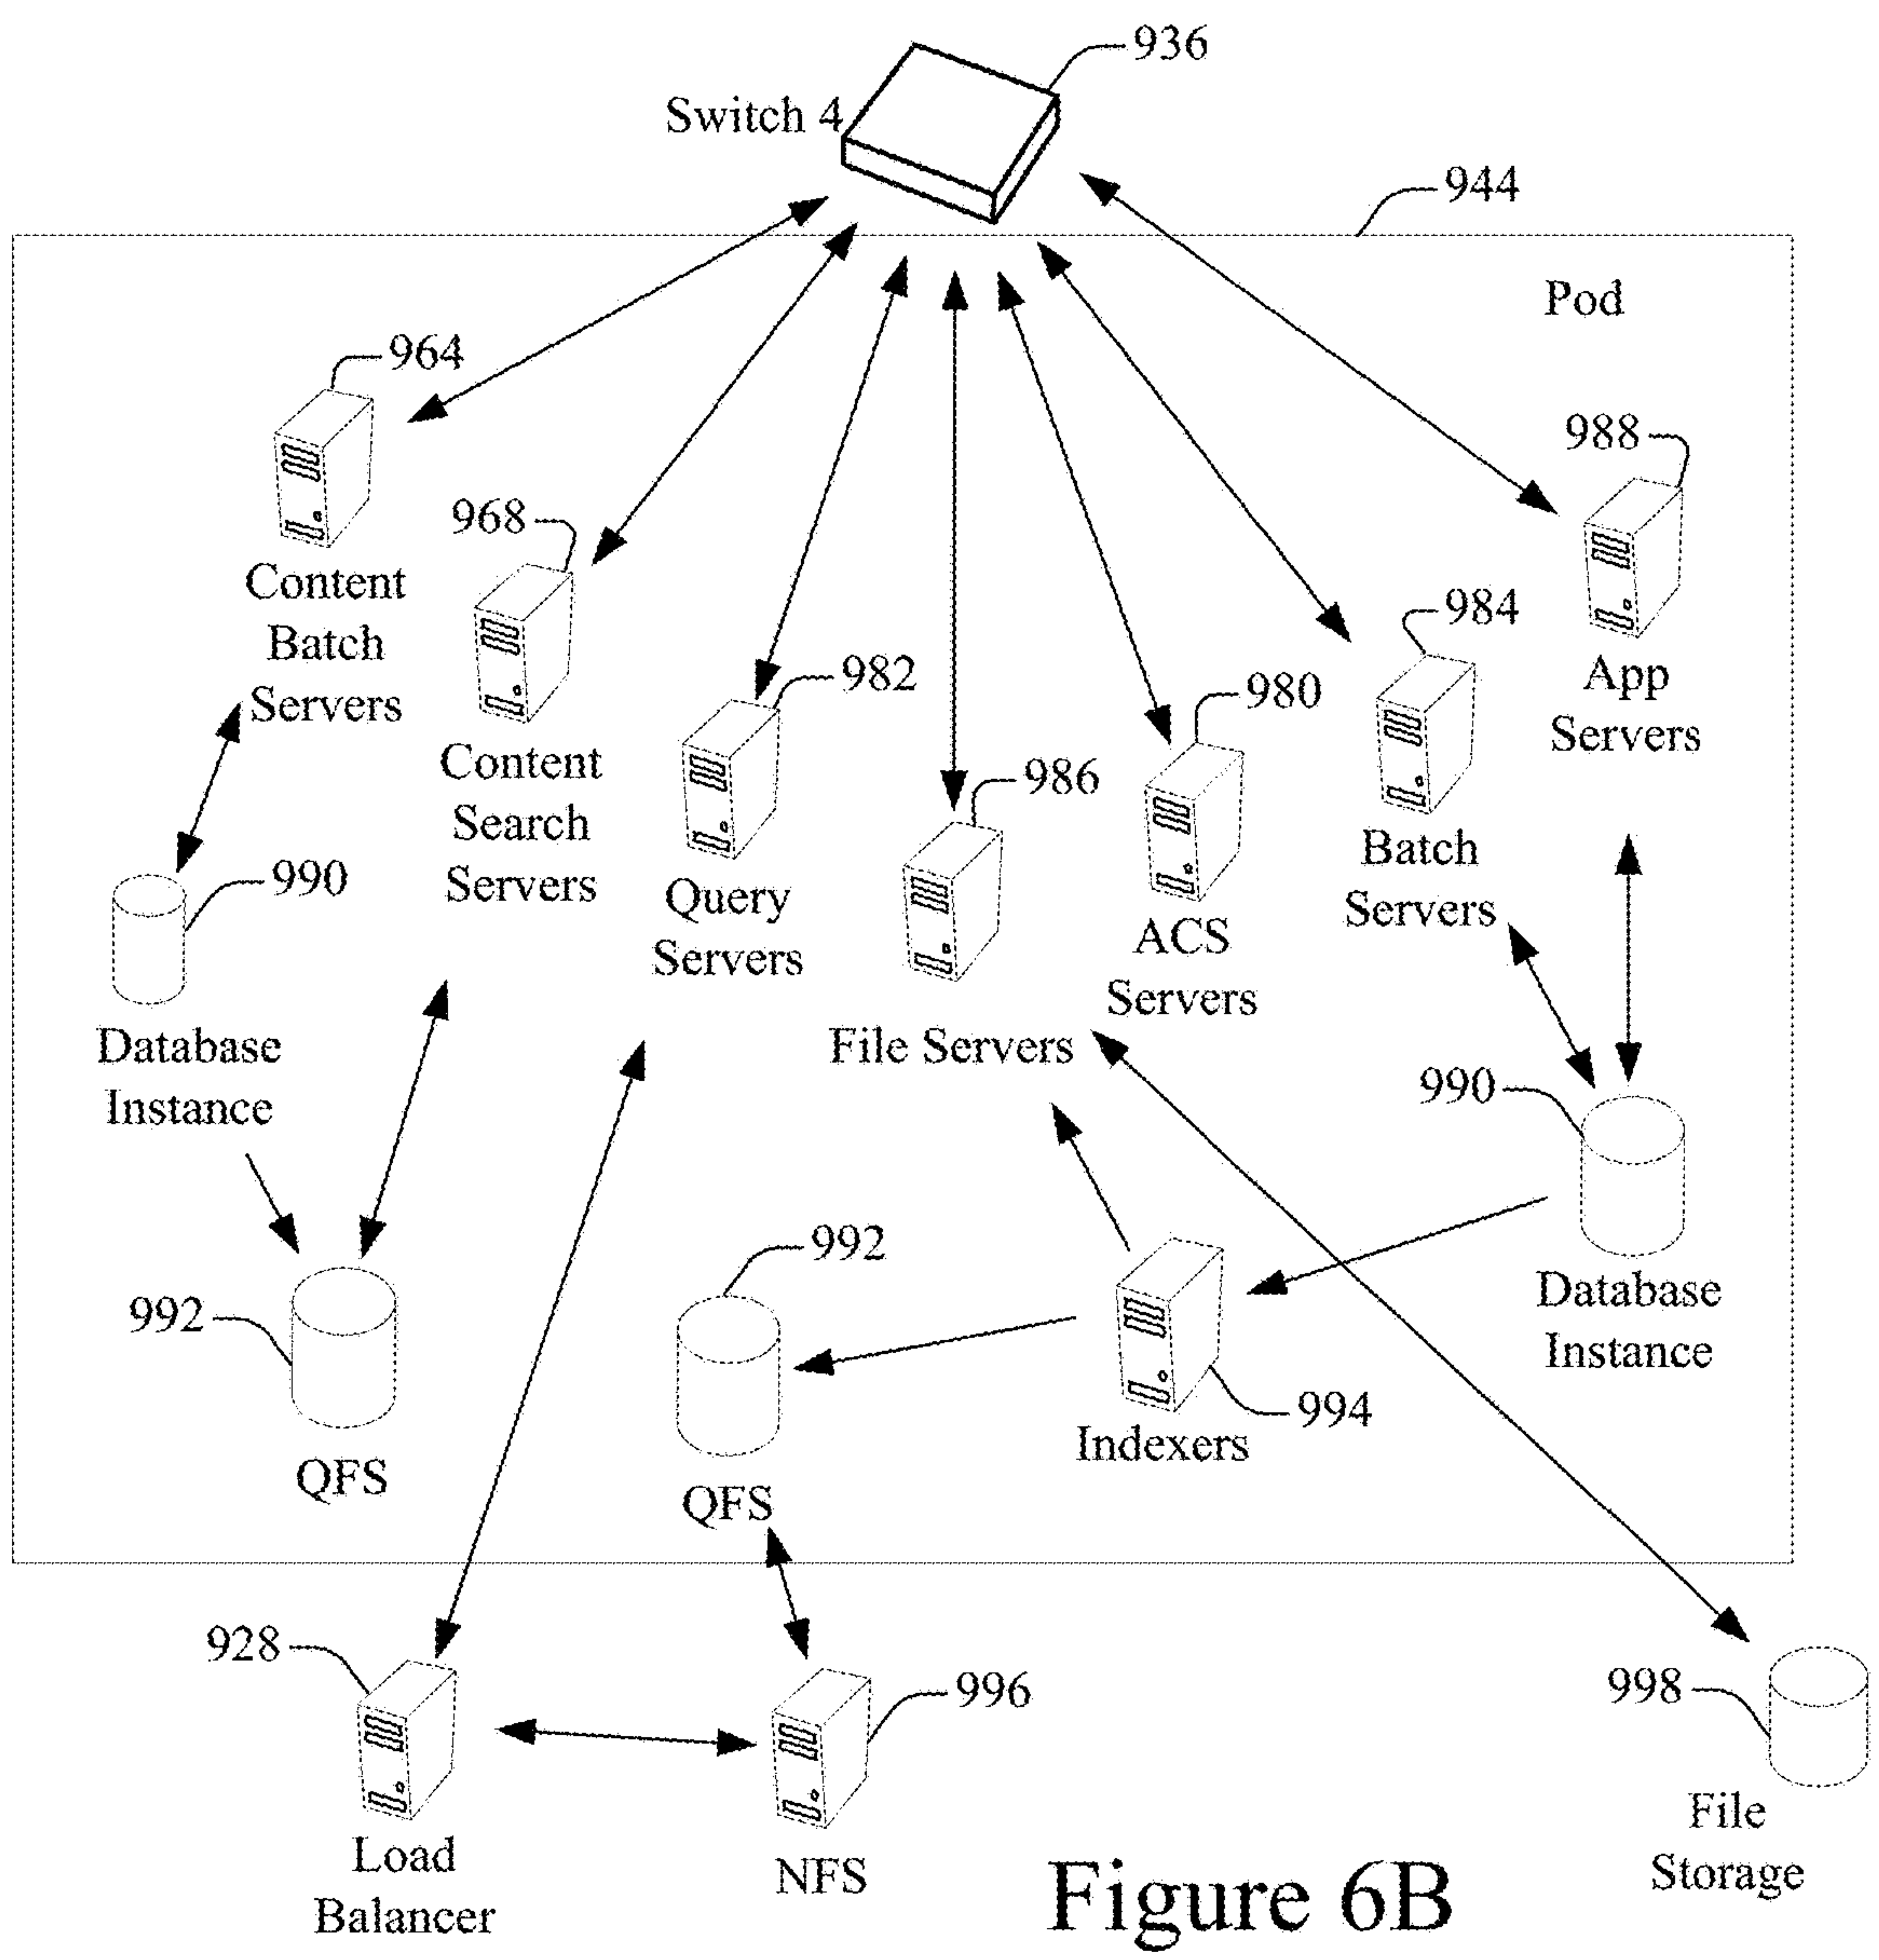 936
Switch 4
944
Pod
964
988
968
Content
Batch
Servers
984
982
980
App
Servers
Content
Search
Servers
986
990
Query
Servers
Batch
Servers
ACS
Servers
Database
Instance
File Servers
990
992
992
Database
Instance
994
Indexers
QFS
QFS
928
996
998
Load
Balancer
NFS
File
Storage
Figure 6B